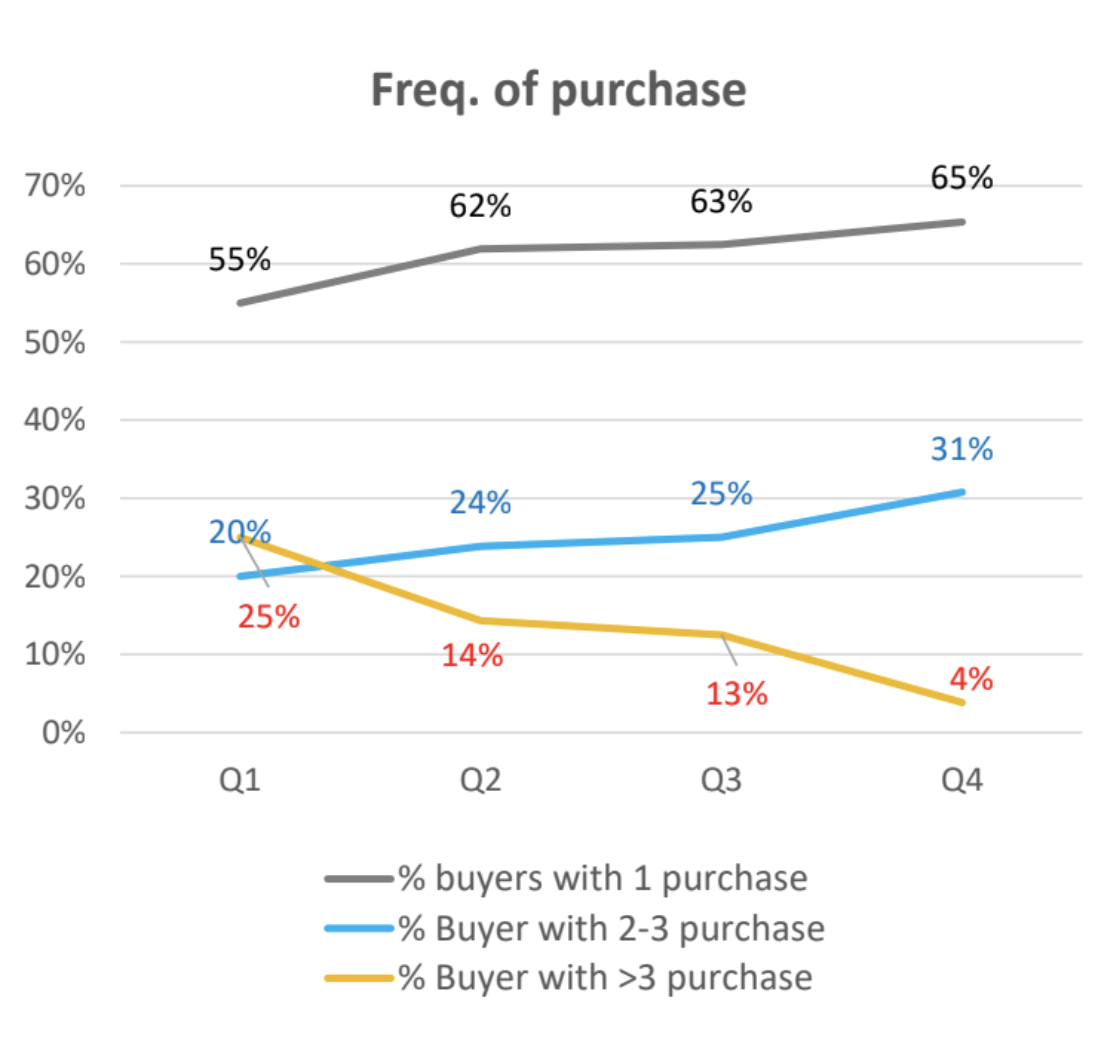 Freq. of purchase
70%
60%
50%
40%
30%
20%
10%
0%
55%
62%
63%
65%
20%
24%
25%
31%
25%
14%
13%
4%
Q1
Q2
Q3
Q4
% buyers with 1 purchase
% Buyer with 2-3 purchase
% Buyer with >3 purchase